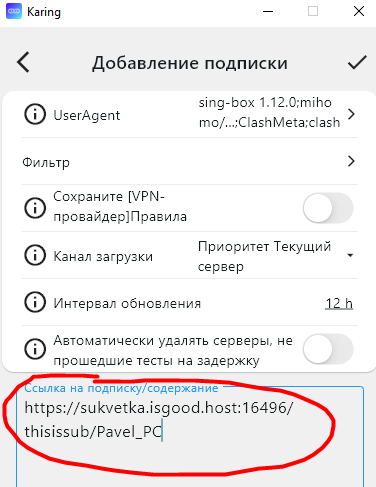 Karing
Добавление подписки
UserAgent
sing-box 1.12.0;miho
mo/...;ClashMeta;clash
Фильтр
Сохраните [VPN-
провайдер]Правила
Канал загрузки
Приоритет Текущий
сервер
Интервал обновления
12 h
Автоматически удалять серверы, не
прошедшие тесты на задержку
Ссылка на подписку/содержание
https://sukvetka.isgood.host:16496/
thisissub/Pavel_PC